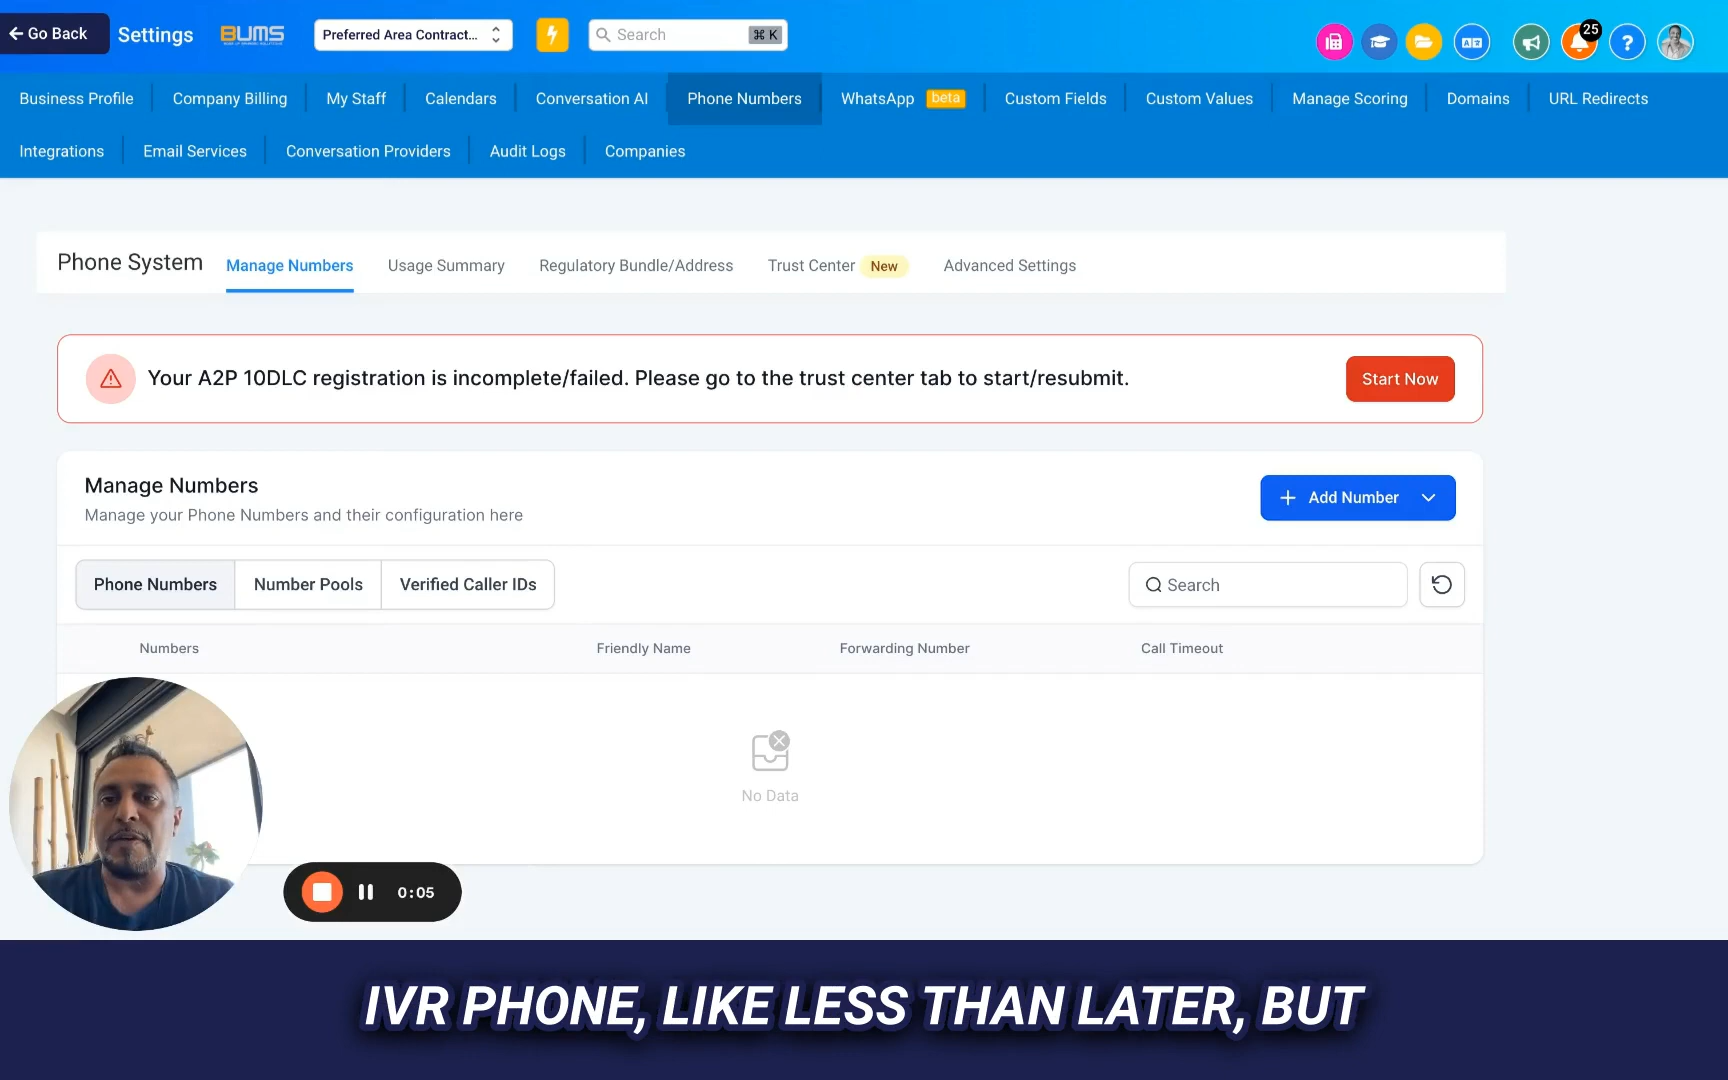 Go Back
Settings
BUMS
Preferred Area Contract...
Search
⌘ K
25
?
Business Profile
Company Billing
My Staff
Calendars
Conversation AI
Phone Numbers
WhatsApp beta
Custom Fields
Custom Values
Manage Scoring
Domains
URL Redirects
Integrations
Email Services
Conversation Providers
Audit Logs
Companies
Phone System
Manage Numbers
Usage Summary
Regulatory Bundle/Address
Trust Center New
Advanced Settings
Your A2P 10DLC registration is incomplete/failed. Please go to the trust center tab to start/resubmit.
Start Now
Manage Numbers
Manage your Phone Numbers and their configuration here
Add Number
Phone Numbers
Number Pools
Verified Caller IDs
Search
Numbers
Friendly Name
Forwarding Number
Call Timeout
No Data
0:05
IVR PHONE, LIKE LESS THAN LATER, BUT